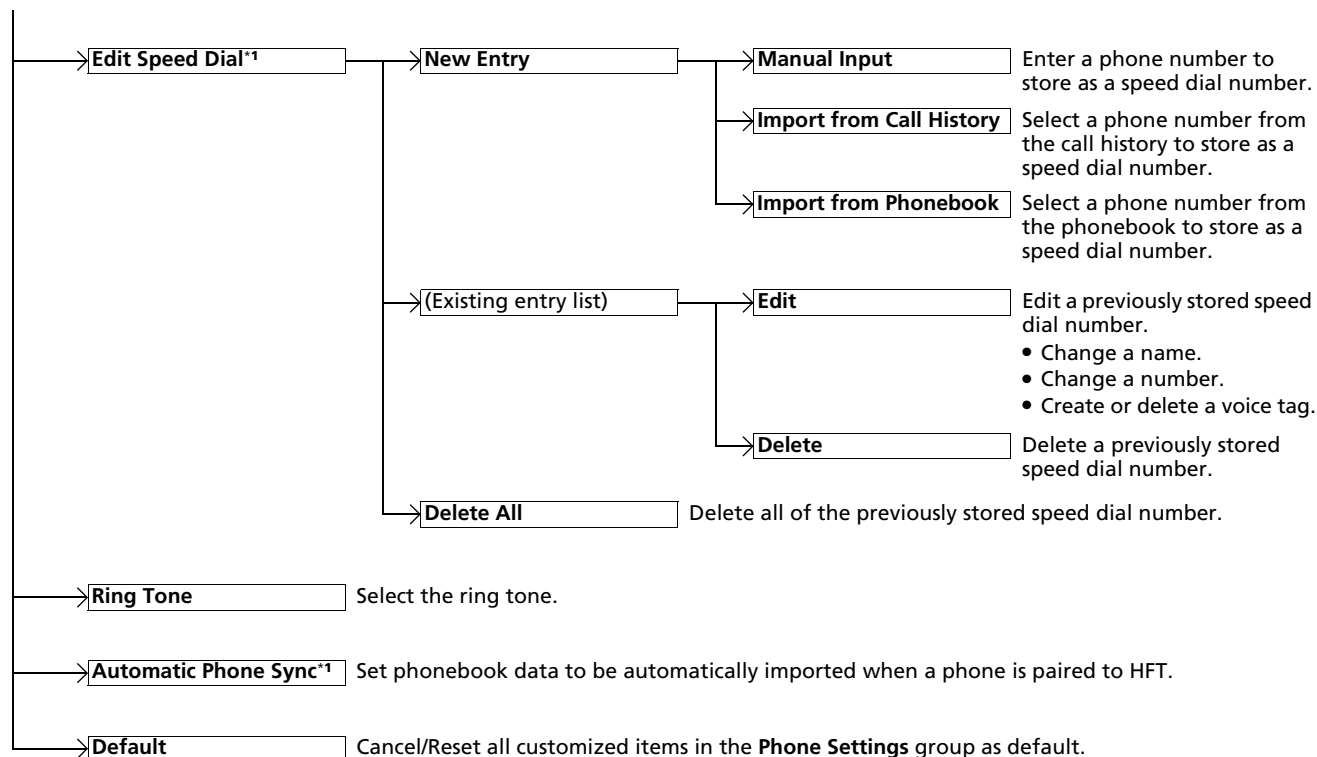 Edit Speed Dial*1
New Entry
Manual Input
Enter a phone number to
store as a speed dial number.
Import from Call History
Select a phone number from
the call history to store as a
speed dial number.
Import from Phonebook
Select a phone number from
the phonebook to store as a
speed dial number.
(Existing entry list)
Edit
Edit a previously stored speed
dial number.
• Change a name.
• Change a number.
• Create or delete a voice tag.
Delete
Delete a previously stored
speed dial number.
Delete All
Delete all of the previously stored speed dial number.
Ring Tone
Select the ring tone.
Automatic Phone Sync*1
Set phonebook data to be automatically imported when a phone is paired to HFT.
Default
Cancel/Reset all customized items in the Phone Settings group as default.